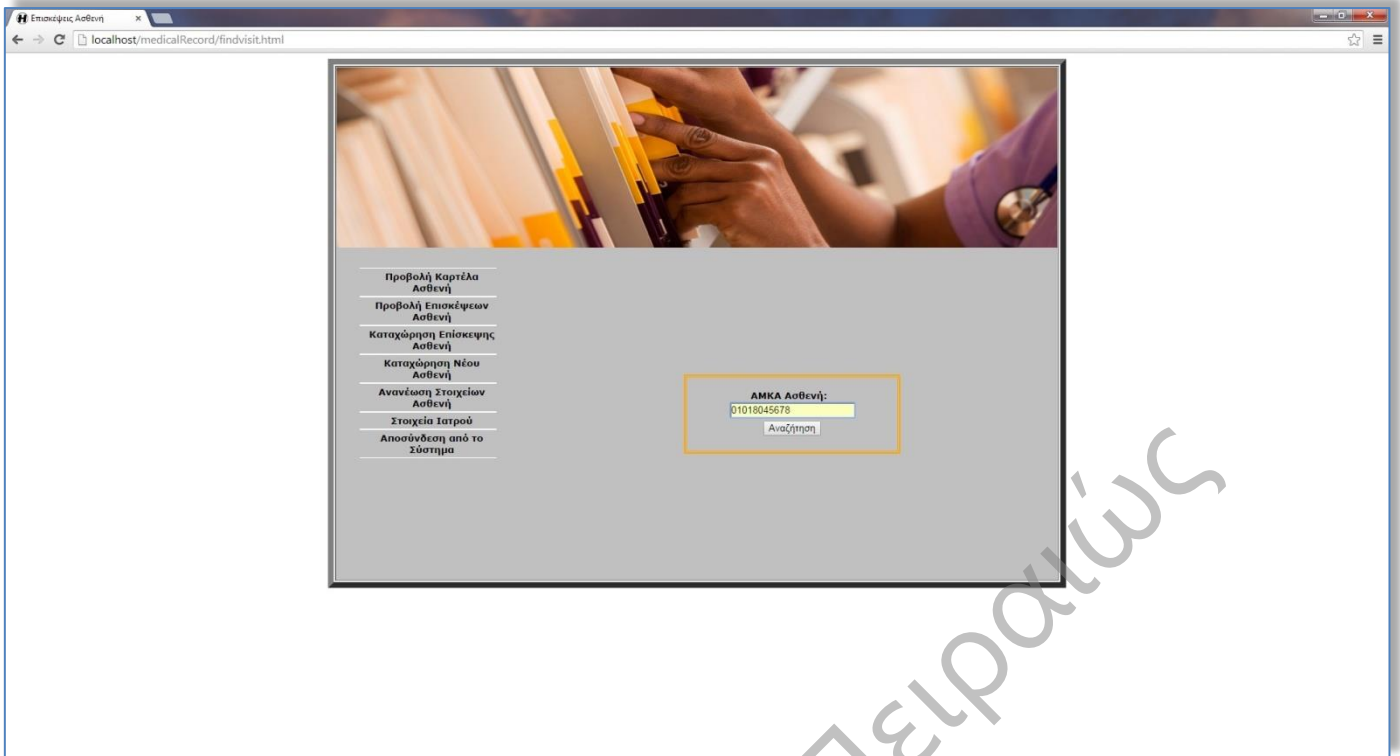 Επισκέψεις Ασθενή
localhost/medicalRecord/findvisit.html
Προβολή Καρτέλα
Ασθενή
Προβολή Επισκέψεων
Ασθενή
Καταχώρηση Επίσκεψης
Ασθενή
Καταχώρηση Νέου
Ασθενή
Ανανέωση Στοιχείων
Ασθενή
Στοιχεία Ιατρού
Αποσύνδεση από το
Σύστημα
ΑΜΚΑ Ασθενή:
01018045678
Αναζήτηση
Πειραιώς